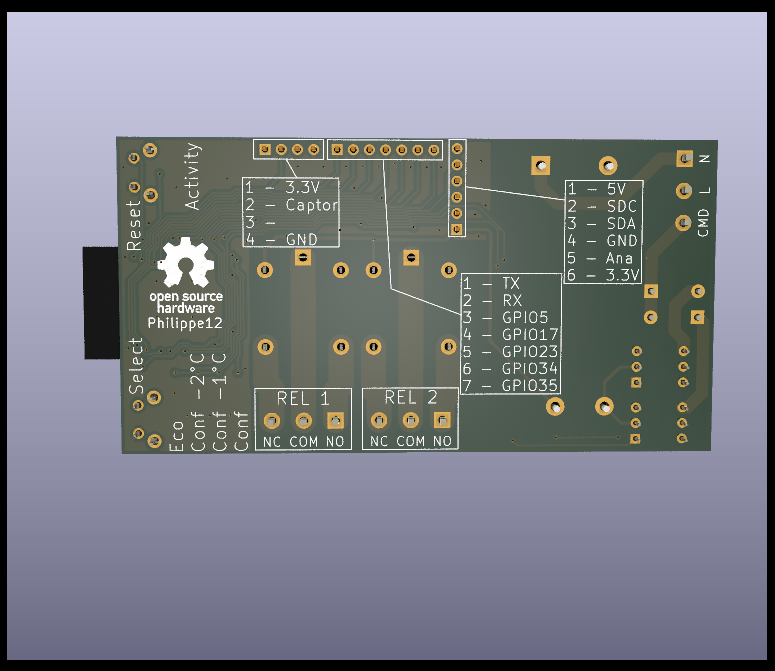 Activity
Reset
1 - 3.3V
2 - Captor
3 -
4 - GND
1 - 5V
2 - SDC
3 - SDA
4 - GND
5 - Ana
6 - 3.3V
N
L
CMD
open source
hardware
Philippe12
1 - TX
2 - RX
3 - GPIO5
4 - GPIO17
5 - GPIO23
6 - GPIO34
7 - GPIO35
Select
Eco
Conf -2°C
Conf -1°C
Conf
REL 1
NC COM NO
REL 2
NC COM NO